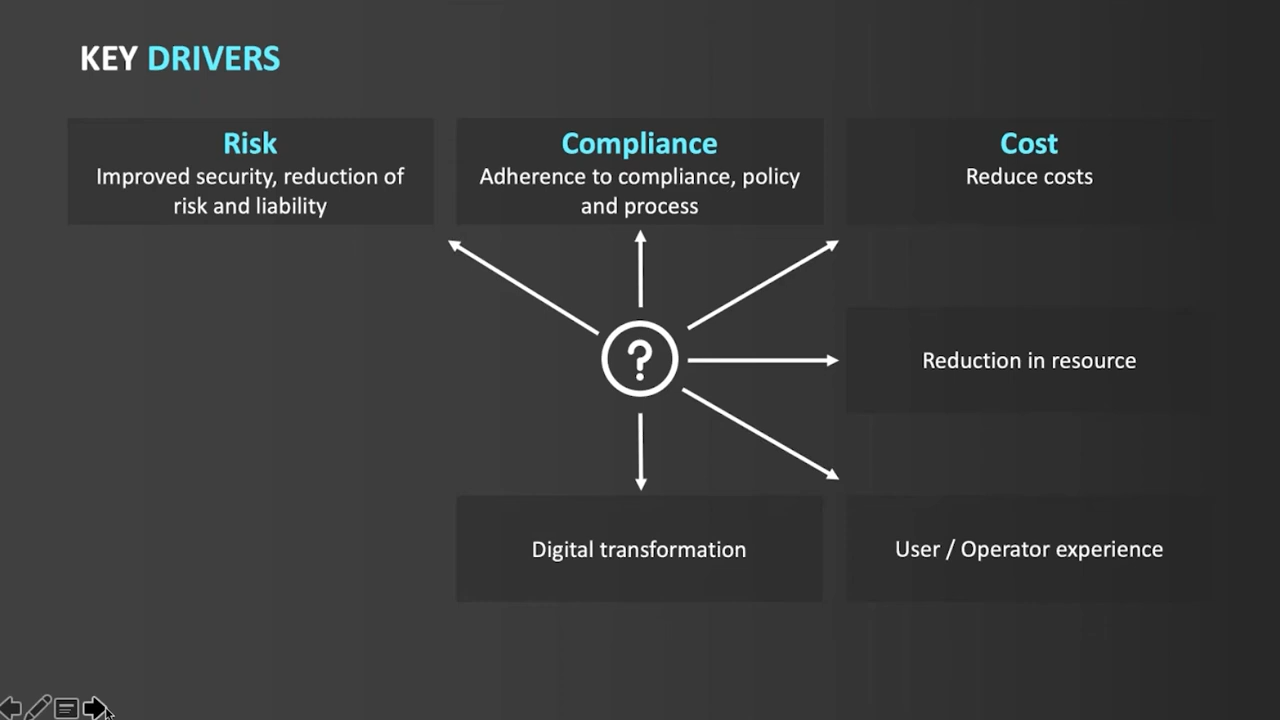 KEY DRIVERS
Risk
Improved security, reduction of
risk and liability
Compliance
Adherence to compliance, policy
and process
Cost
Reduce costs
?
Reduction in resource
Digital transformation
User / Operator experience